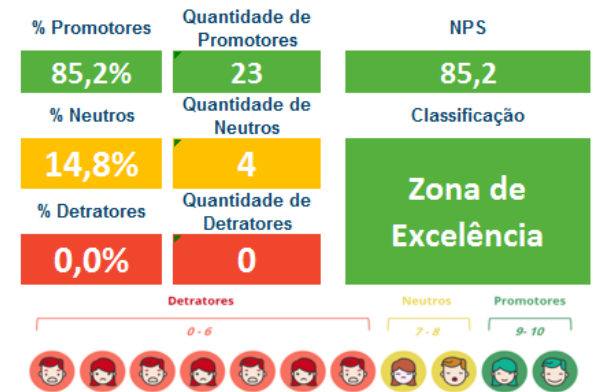 % Promotores
Quantidade de
Promotores
NPS
85,2%
23
85,2
% Neutros
Quantidade de
Neutros
Classificação
14,8%
4
Zona de
Excelência
% Detratores
Quantidade de
Detratores
0,0%
0
Detratores
Neutros
Promotores
0 - 6
7 - 8
9- 10